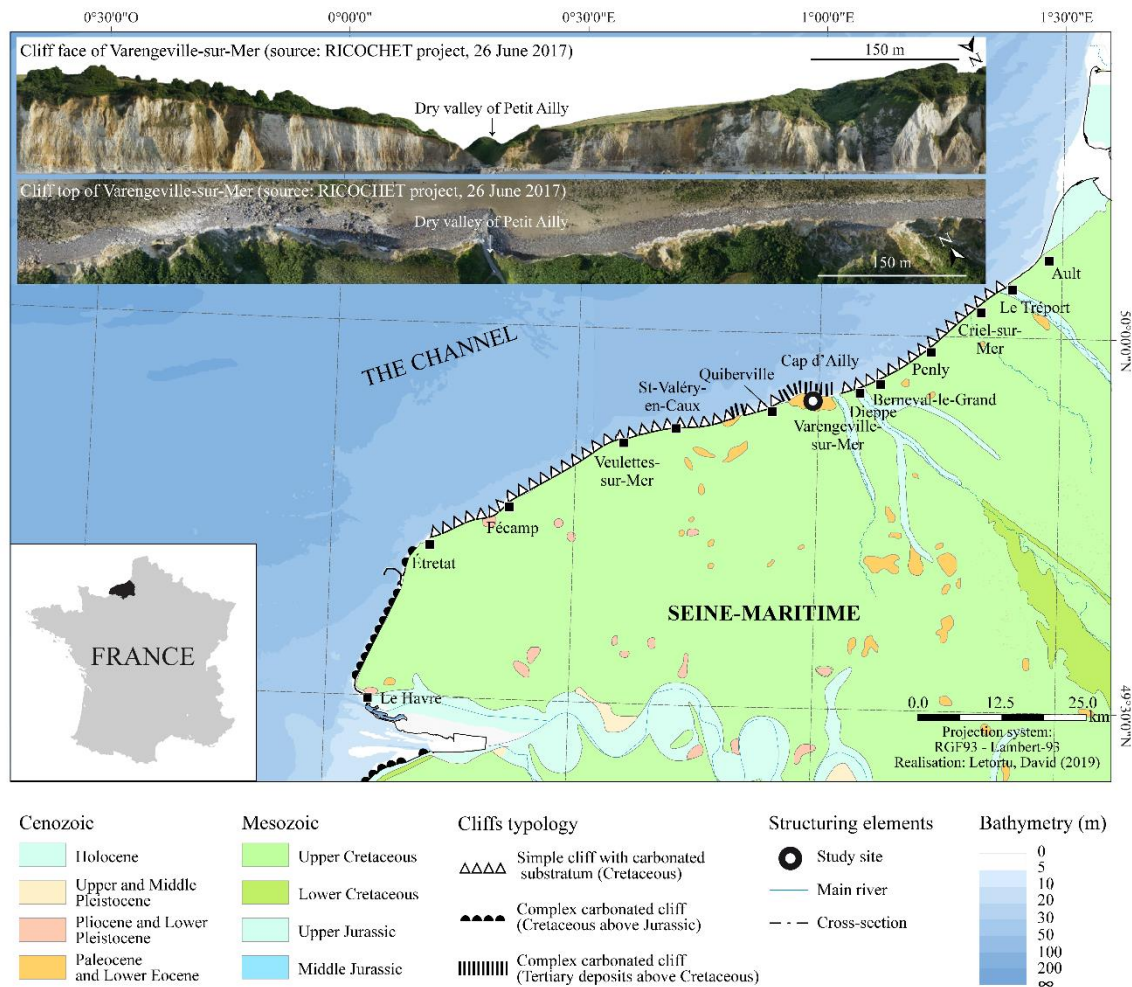 0°30'0"O 0°00'0" 0°30'0"E 1°00'0"E 1°30'0"E
Cliff face of Varengeville-sur-Mer (source: RICOCHET project, 26 June 2017)
150 m
N
Dry valley of Petit Ailly
Cliff top of Varengeville-sur-Mer (source: RICOCHET project, 26 June 2017)
Dry valley of Petit Ailly
N
150 m
Ault
Le Tréport
Criel-sur-
Mer
50°00'0"N
THE CHANNEL
Penly
Cap d'Ailly
Quiberville
St-Valéry-
en-Caux
Berneval-le-Grand
Dieppe
Varengeville-
sur-Mer
Veulettes-
sur-Mer
Fécamp
Étretat
SEINE-MARITIME
FRANCE
Le Havre
0.0 12.5 25.0
km
49°30'0"N
Projection system:
RGF93 - Lambert-93
Realisation: Letortu, David (2019)
Cenozoic
Holocene
Upper and Middle
Pleistocene
Pliocene and Lower
Pleistocene
Paleocene
and Lower Eocene
Mesozoic
Upper Cretaceous
Lower Cretaceous
Upper Jurassic
Middle Jurassic
Cliffs typology
Simple cliff with carbonated
substratum (Cretaceous)
Complex carbonated cliff
(Cretaceous above Jurassic)
Complex carbonated cliff
(Tertiary deposits above Cretaceous)
Structuring elements
Study site
Main river
Cross-section
Bathymetry (m)
0
5
10
20
30
50
100
200
∞